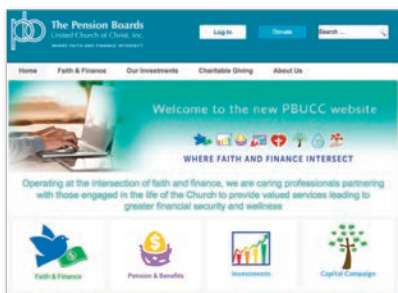 pbo
The Pension Boards
United Church of Christ, Inc.
WHERE FAITH AND FINANCE INTERSECT
Log In
Donate
Search ...
Home
Faith & Finance
Our Investments
Charitable Giving
About Us
Welcome to the new PBUCC website
WHERE FAITH AND FINANCE INTERSECT
Operating at the intersection of faith and finance, we are caring professionals partnering
with those engaged in the life of the Church to provide valued services leading to
greater financial security and wellness
Faith & Finance
Pension & Benefits
Investments
Capital Campaign